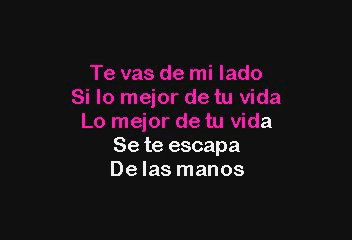 Te vas de mi lado
Si lo mejor de tu vida
Lo mejor de tu vida
Se te escapa
De las manos